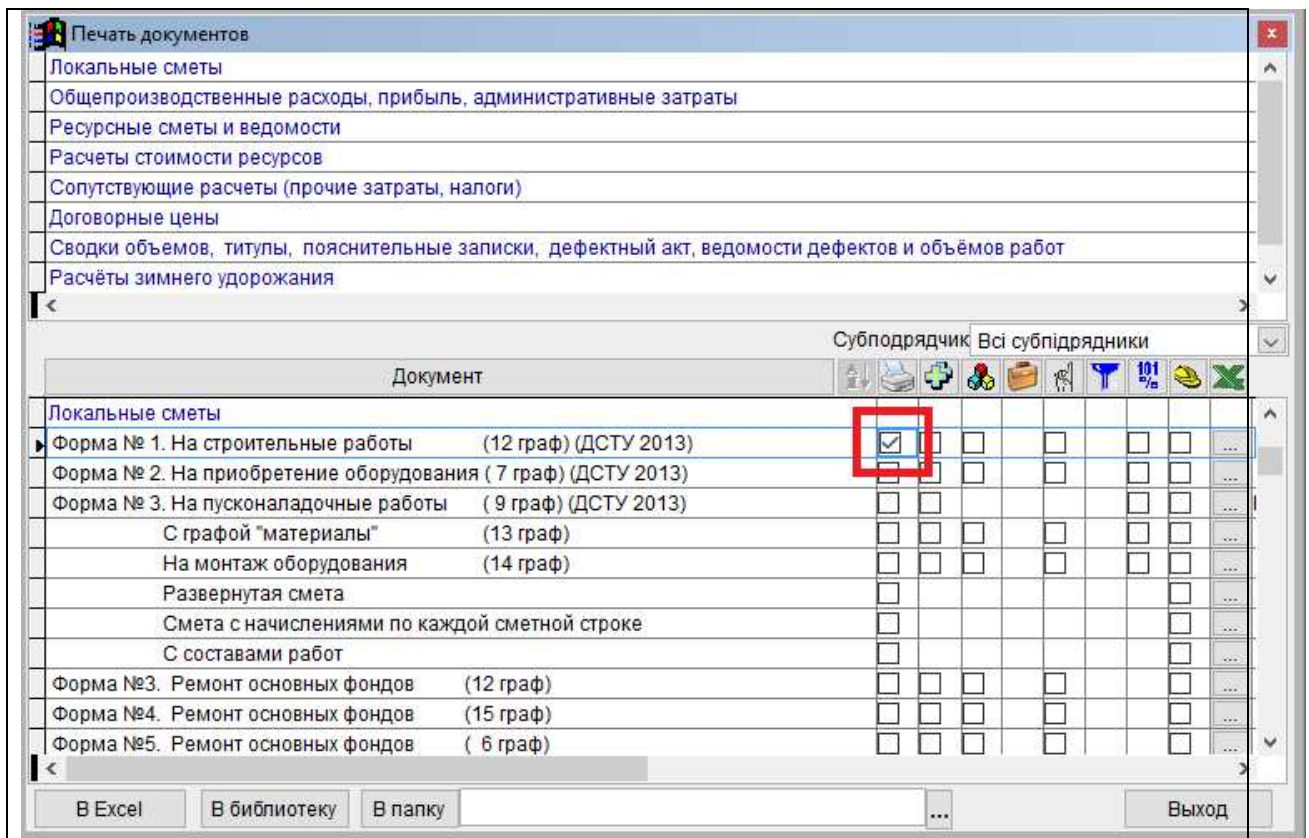 Печать документов
Локальные сметы
Общепроизводственные расходы, прибыль, административные затраты
Ресурсные сметы и ведомости
Расчеты стоимости ресурсов
Сопутствующие расчеты (прочие затраты, налоги)
Договорные цены
Сводки объемов, титулы, пояснительные записки, дефектный акт, ведомости дефектов и объёмов работ
Расчёты зимнего удорожания
Субподрядчик Всі субпідрядники
Документ
Локальные сметы
Форма № 1. На строительные работы (12 граф) (ДСТУ 2013) ...
Форма № 2. На приобретение оборудования ( 7 граф) (ДСТУ 2013) ...
Форма № 3. На пусконаладочные работы ( 9 граф) (ДСТУ 2013) ...
С графой "материалы" (13 граф) ...
На монтаж оборудования (14 граф) ...
Развернутая смета ...
Смета с начислениями по каждой сметной строке ...
С составами работ ...
Форма №3. Ремонт основных фондов (12 граф) ...
Форма №4. Ремонт основных фондов (15 граф) ...
Форма №5. Ремонт основных фондов ( 6 граф) ...
В Excel В библиотеку В папку ... Выход